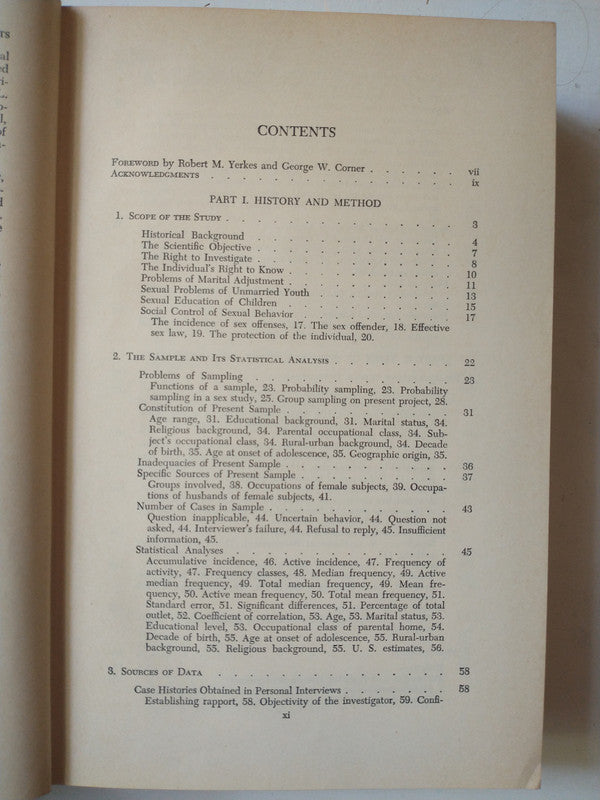 CONTENTS
FOREWORD by Robert M. Yerkes and George W. Corner . . . . . . vii
ACKNOWLEDGMENTS . . . . . . . . . . . ix
PART I. HISTORY AND METHOD
1. SCOPE OF THE STUDY . . . . . . . . . . 3
Historical Background . . . . . . . . . 4
The Scientific Objective . . . . . . . . . 7
The Right to Investigate . . . . . . . . . 8
The Individual's Right to Know . . . . . . . 10
Problems of Marital Adjustment . . . . . . . 11
Sexual Problems of Unmarried Youth . . . . . . 13
Sexual Education of Children . . . . . . . . 15
Social Control of Sexual Behavior . . . . . . . 17
The incidence of sex offenses, 17. The sex offender, 18. Effective
sex law, 19. The protection of the individual, 20.
2. THE SAMPLE AND ITS STATISTICAL ANALYSIS . . . . . . . 22
Problems of Sampling . . . . . . . . . 23
Functions of a sample, 23. Probability sampling, 23. Probability
sampling in a sex study, 25. Group sampling on present project, 28.
Constitution of Present Sample . . . . . . . 31
Age range, 31. Educational background, 31. Marital status, 34.
Religious background, 34. Parental occupational class, 34. Sub-
ject's occupational class, 34. Rural-urban background, 34. Decade
of birth, 35. Age at onset of adolescence, 35. Geographic origin, 35.
Inadequacies of Present Sample . . . . . . . 36
Specific Sources of Present Sample . . . . . . 37
Groups involved, 38. Occupations of female subjects, 39. Occupa-
tions of husbands of female subjects, 41.
Number of Cases in Sample . . . . . . . . 43
Question inapplicable, 44. Uncertain behavior, 44. Question not
asked, 44. Interviewer's failure, 44. Refusal to reply, 45. Insufficient
information, 45.
Statistical Analyses . . . . . . . . . 45
Accumulative incidence, 46. Active incidence, 47. Frequency of
activity, 47. Frequency classes, 48. Median frequency, 49. Active
median frequency, 49. Total median frequency, 49. Mean fre-
quency, 50. Active mean frequency, 50. Total mean frequency, 51.
Standard error, 51. Significant differences, 51. Percentage of total
outlet, 52. Coefficient of correlation, 53. Age, 53. Marital status, 53.
Educational level, 53. Occupational class of parental home, 54.
Decade of birth, 55. Age at onset of adolescence, 55. Rural-urban
background, 55. Religious background, 55. U. S. estimates, 56.
3. SOURCES OF DATA . . . . . . . . . . 58
Case Histories Obtained in Personal Interviews . . . . . . 58
Establishing rapport, 58. Objectivity of the investigator, 59. Confi-
xi